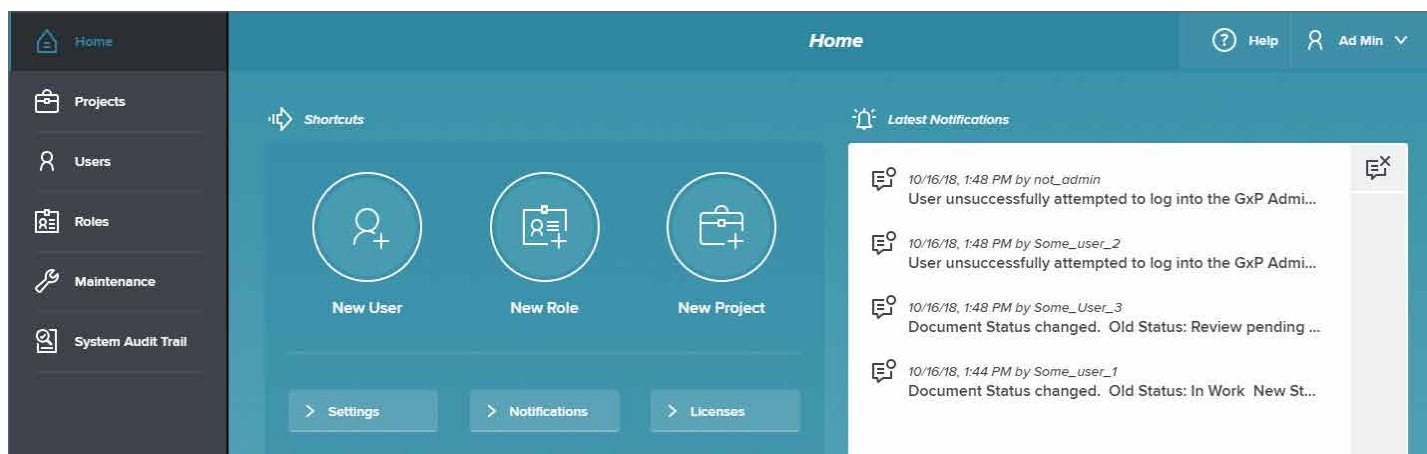 Home
Home
Help
Ad Min
Projects
Users
Roles
Maintenance
System Audit Trail
Shortcuts
New User
New Role
New Project
Settings
Notifications
Licenses
Latest Notifications
10/16/18, 1:48 PM by not_admin
User unsuccessfully attempted to log into the GxP Admi...
10/16/18, 1:48 PM by Some_user_2
User unsuccessfully attempted to log into the GxP Admi...
10/16/18, 1:48 PM by Some_User_3
Document Status changed. Old Status: Review pending ...
10/16/18, 1:44 PM by Some_user_1
Document Status changed. Old Status: In Work New St...